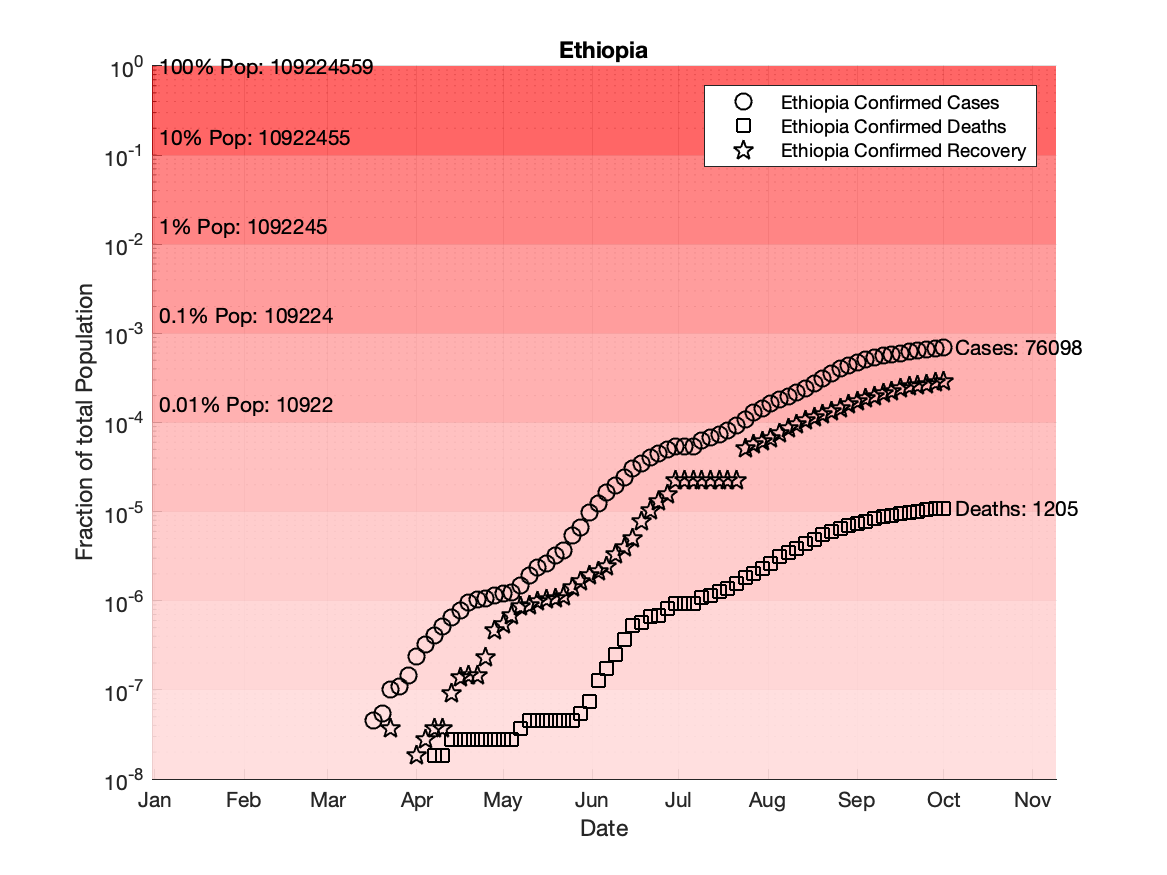 Ethiopia
10^0
100% Pop: 109224559
Ethiopia Confirmed Cases
Ethiopia Confirmed Deaths
Ethiopia Confirmed Recovery
10% Pop: 10922455
10^-1
1% Pop: 1092245
10^-2
0.1% Pop: 109224
10^-3
Cases: 76098
0.01% Pop: 10922
10^-4
10^-5
Deaths: 1205
10^-6
10^-7
10^-8
Fraction of total Population
Jan Feb Mar Apr May Jun Jul Aug Sep Oct Nov
Date